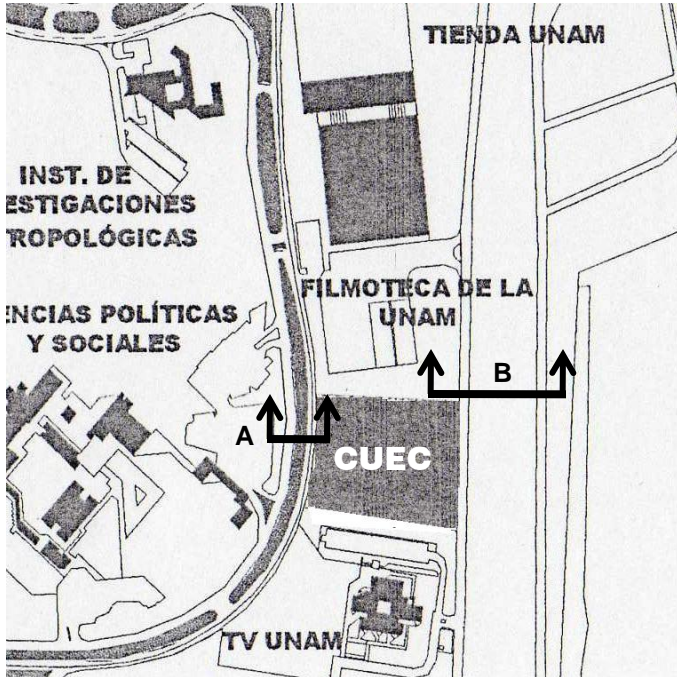 TIENDA UNAM
INST. DE
ESTIGACIONES
TROPOLÓGICAS
FILMOTECA DE LA
UNAM
ENCIAS POLÍTICAS
Y SOCIALES
B
A
CUEC
TV UNAM